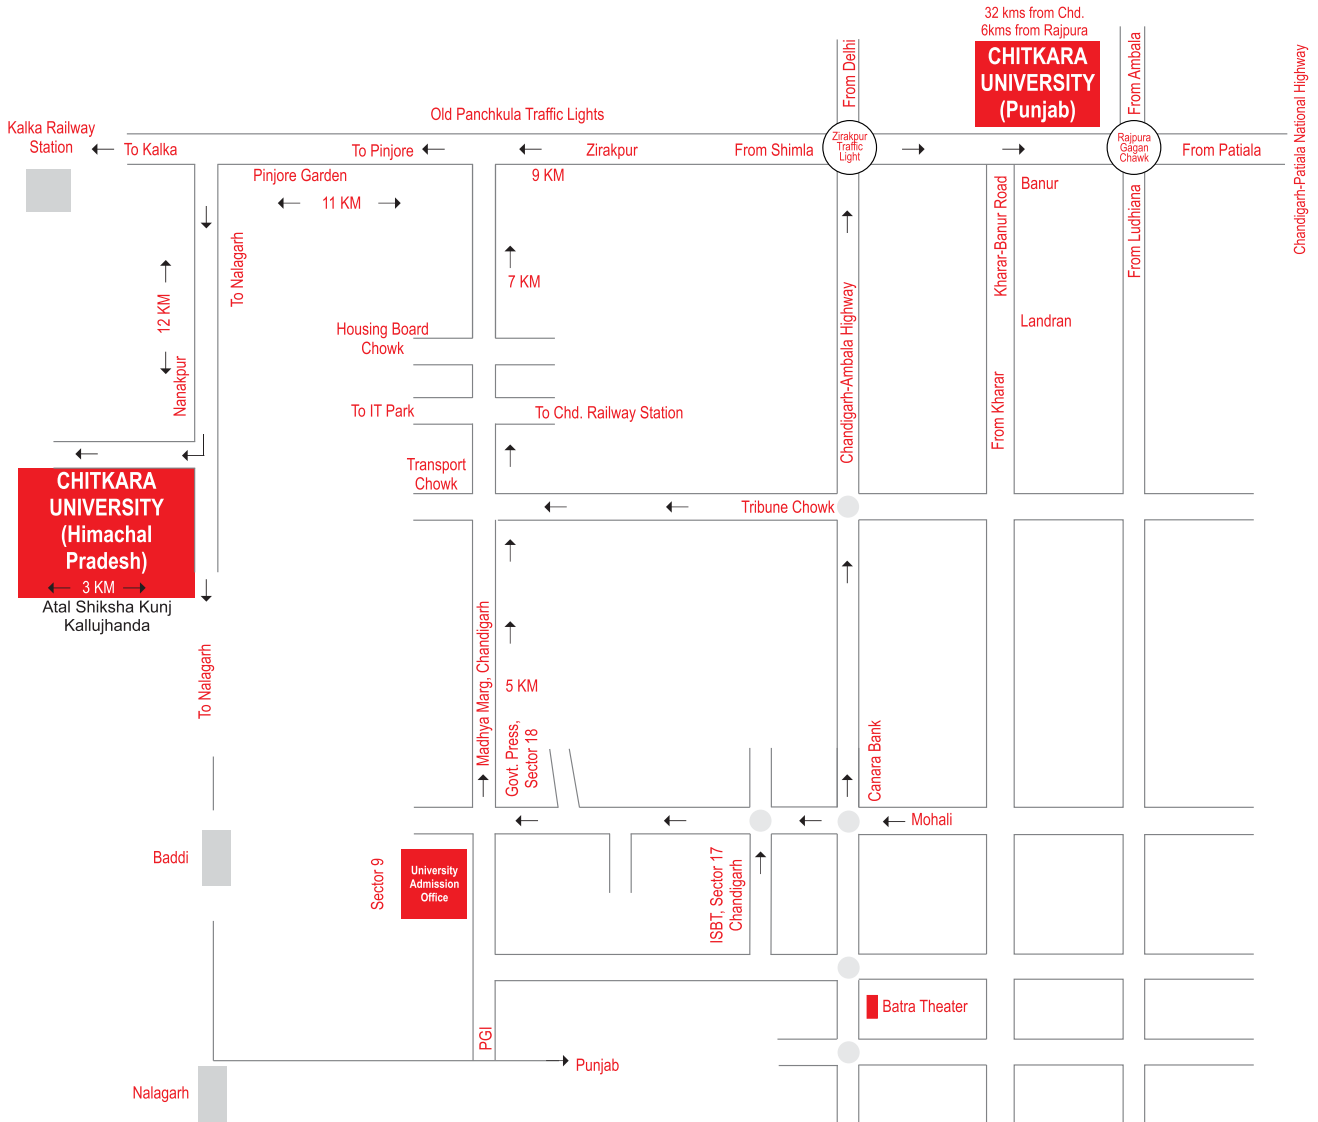 32 kms from Chd.
6kms from Rajpura
CHITKARA
UNIVERSITY
(Punjab)
From Delhi
From Ambala
Chandigarh-Patiala National Highway
Old Panchkula Traffic Lights
Kalka Railway
Station
To Kalka
To Pinjore
Zirakpur
From Shimla
Zirakpur
Traffic
Light
Rajpura
Gagan
Chawk
From Patiala
Pinjore Garden
9 KM
Banur
11 KM
Kharar-Banur Road
From Ludhiana
To Nalagarh
7 KM
12 KM
Landran
Housing Board
Chowk
Chandigarh-Ambala Highway
Nanakpur
From Kharar
To IT Park
To Chd. Railway Station
Transport
Chowk
CHITKARA
UNIVERSITY
(Himachal
Pradesh)
3 KM
Atal Shiksha Kunj
Kallujhanda
Tribune Chowk
To Nalagarh
Madhya Marg, Chandigarh
5 KM
Govt. Press,
Sector 18
Canara Bank
Mohali
Baddi
Sector 9
University
Admission
Office
ISBT, Sector 17
Chandigarh
Batra Theater
PGI
Punjab
Nalagarh